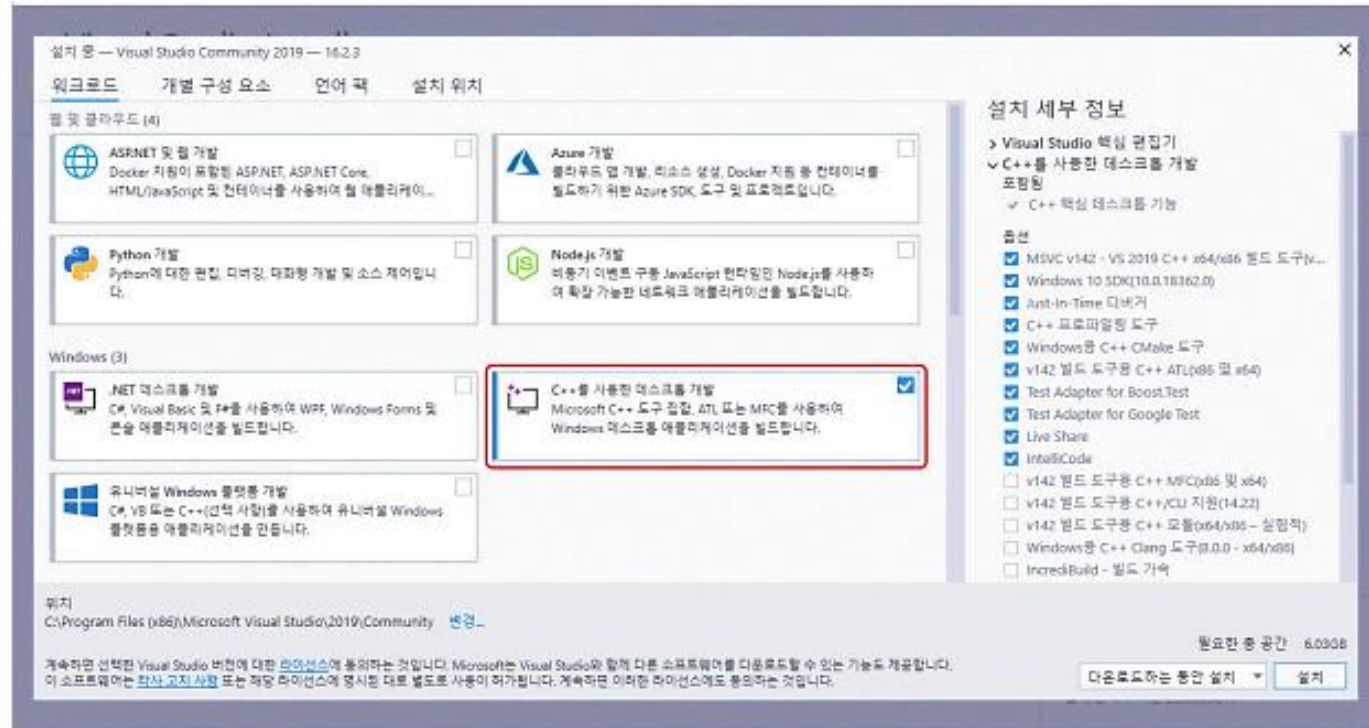 설치 중 — Visual Studio Community 2019 — 16.2.3
워크로드 개별 구성 요소 언어 팩 설치 위치
웹 및 클라우드 (4)
ASP.NET 및 웹 개발
Docker 지원이 포함된 ASP.NET, ASP.NET Core,
HTML/JavaScript 및 컨테이너를 사용하여 웹 애플리케이...
Azure 개발
클라우드 앱 개발, 리소스 생성, Docker 지원 등 컨테이너를
빌드하기 위한 Azure SDK, 도구 및 프로젝트입니다.
Python 개발
Python에 대한 편집, 디버깅, 대화형 개발 및 소스 제어입니
다.
Node.js 개발
비동기 이벤트 구동 JavaScript 런타임인 Node.js를 사용하
여 확장 가능한 네트워크 애플리케이션을 빌드합니다.
Windows (3)
.NET 데스크톱 개발
C#, Visual Basic 및 F#를 사용하여 WPF, Windows Forms 및
콘솔 애플리케이션을 빌드합니다.
C++를 사용한 데스크톱 개발
Microsoft C++ 도구 집합, ATL 또는 MFC를 사용하여
Windows 데스크톱 애플리케이션을 빌드합니다.
유니버설 Windows 플랫폼 개발
C#, VB 또는 C++(선택 사항)를 사용하여 유니버설 Windows
플랫폼용 애플리케이션을 만듭니다.
설치 세부 정보
Visual Studio 핵심 편집기
C++를 사용한 데스크톱 개발
포함됨
C++ 핵심 데스크톱 기능
옵션
MSVC v142 - VS 2019 C++ x64/x86 빌드 도구(v...
Windows 10 SDK(10.0.18362.0)
Just-In-Time 디버거
C++ 프로파일링 도구
Windows용 C++ CMake 도구
v142 빌드 도구용 C++ ATL(x86 및 x64)
Test Adapter for Boost.Test
Test Adapter for Google Test
Live Share
IntelliCode
v142 빌드 도구용 C++ MFC(x86 및 x64)
v142 빌드 도구용 C++/CLI 지원(14.22)
v142 빌드 도구용 C++ 모듈(x64/x86 – 실험적)
Windows용 C++ Clang 도구(8.0.0 - x64/x86)
IncrediBuild - 빌드 가속
위치
C:\Program Files (x86)\Microsoft Visual Studio\2019\Community 변경...
필요한 총 공간 6.03GB
계속하면 선택한 Visual Studio 버전에 대한 라이선스에 동의하는 것입니다. Microsoft는 Visual Studio와 함께 다른 소프트웨어를 다운로드할 수 있는 기능도 제공합니다.
이 소프트웨어는 타사 고지 사항 또는 해당 라이선스에 명시된 대로 별도로 사용이 허가됩니다. 계속하면 이러한 라이선스에도 동의하는 것입니다.
다운로드하는 동안 설치 설치